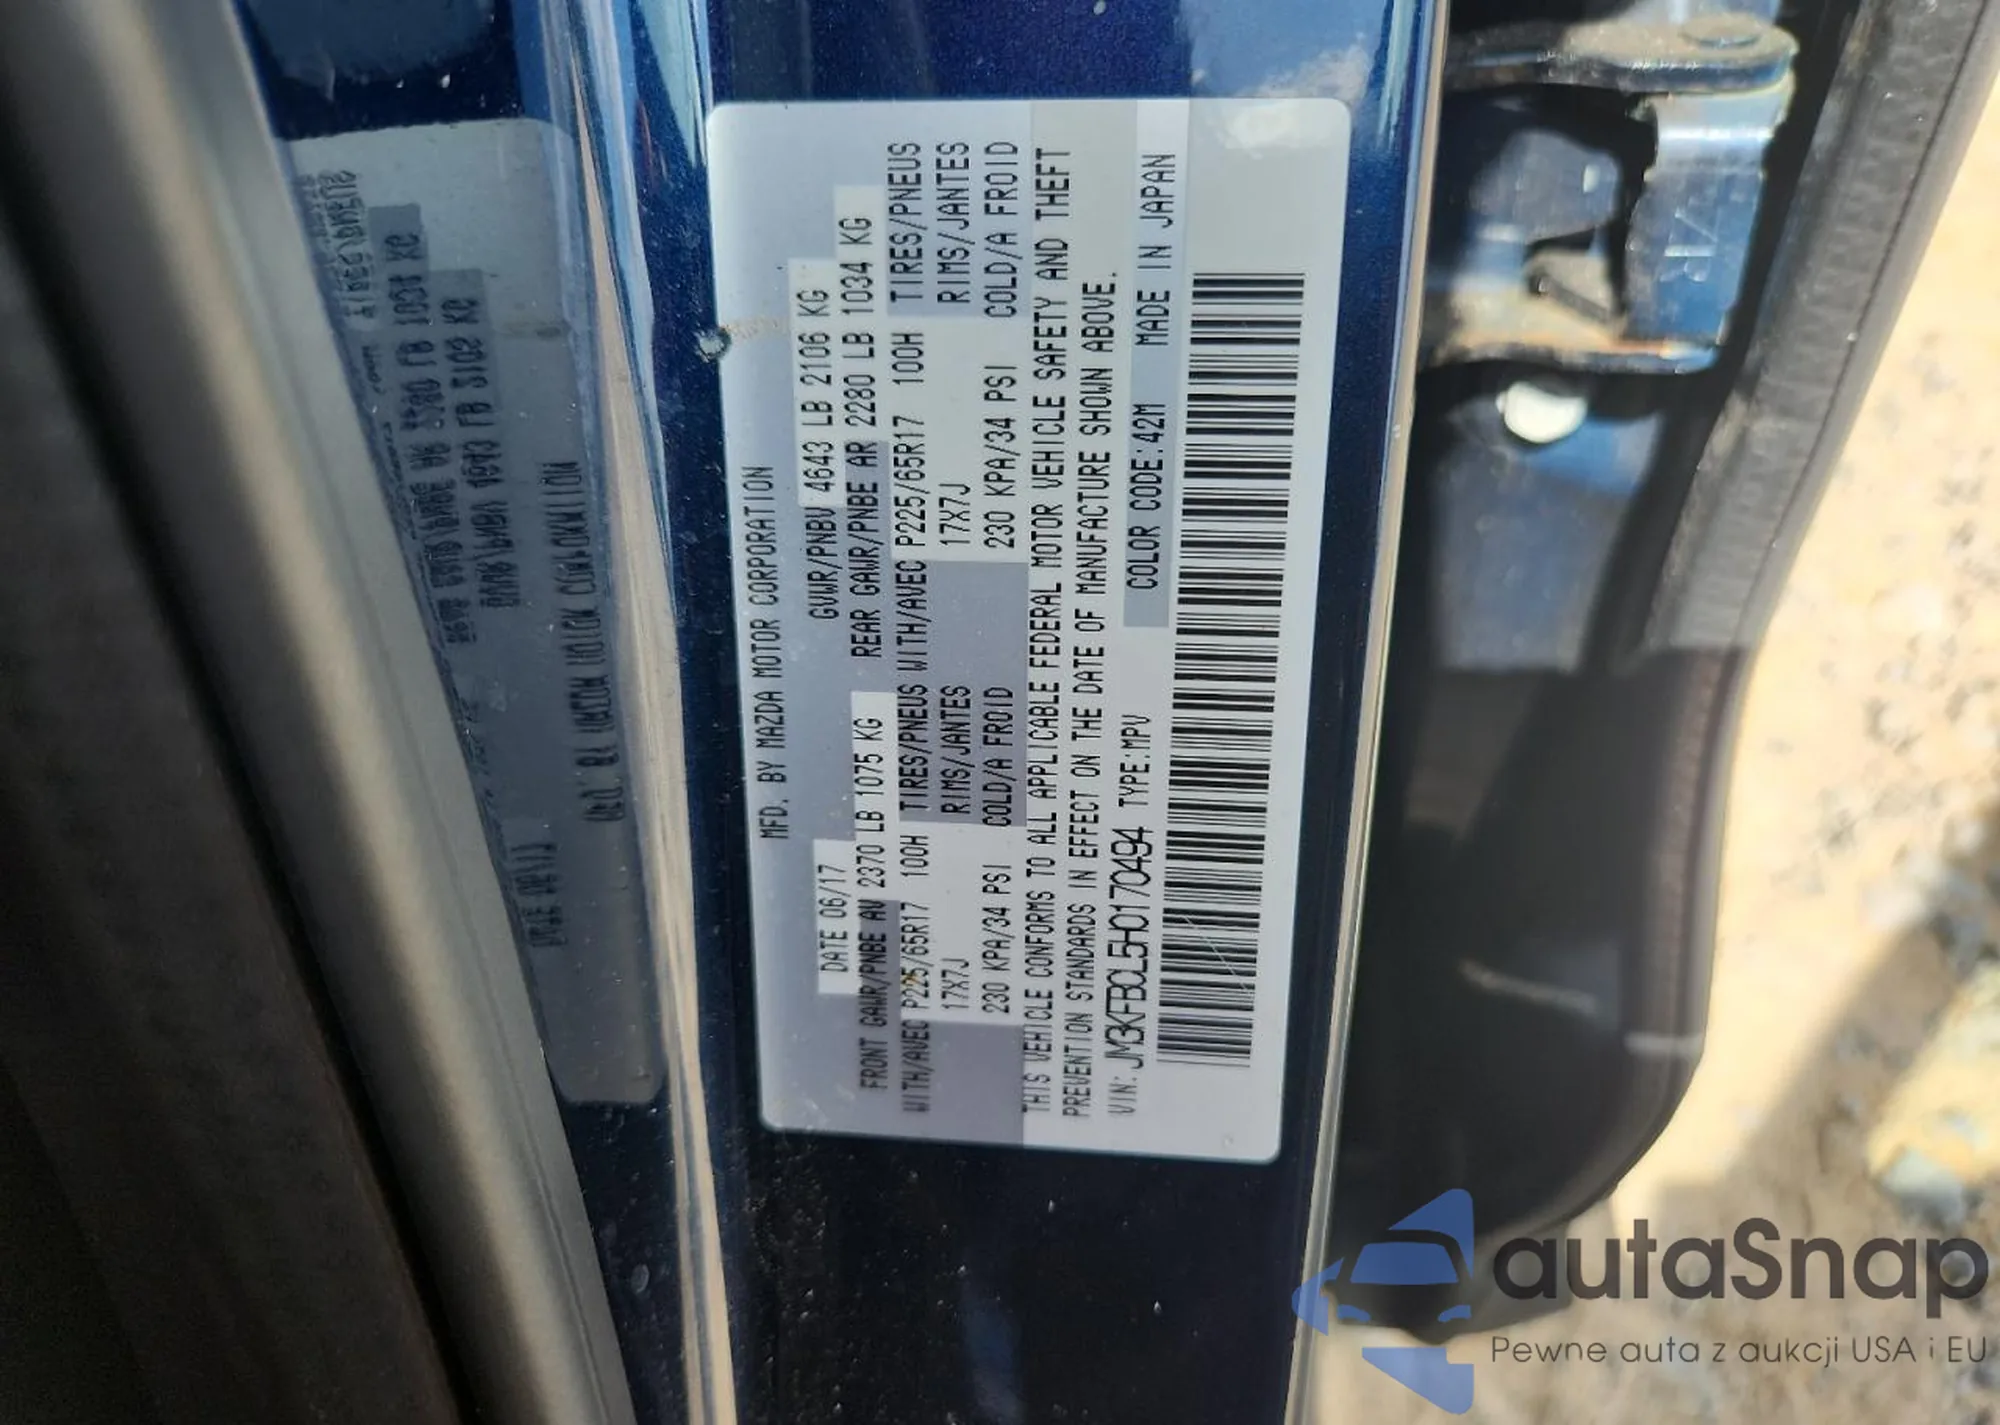 MFD. BY MAZDA MOTOR CORPORATION
DATE 06/17 GVWR/PNBV 4643 LB 2106 KG
FRONT GAWR/PNBE AV 2370 LB 1075 KG REAR GAWR/PNBE AR 2280 LB 1034 KG
WITH/AVEC P225/65R17 100H TIRES/PNEUS WITH/AVEC P225/65R17 100H TIRES/PNEUS
17X7J RIMS/JANTES 17X7J RIMS/JANTES
230 KPA/34 PSI COLD/A FROID 230 KPA/34 PSI COLD/A FROID
THIS VEHICLE CONFORMS TO ALL APPLICABLE FEDERAL MOTOR VEHICLE SAFETY AND THEFT
PREVENTION STANDARDS IN EFFECT ON THE DATE OF MANUFACTURE SHOWN ABOVE.
VIN: JM3KFBCL5H0170494 TYPE:MPV COLOR CODE:42M MADE IN JAPAN
autaSnap
Pewne auta z aukcji USA i EU